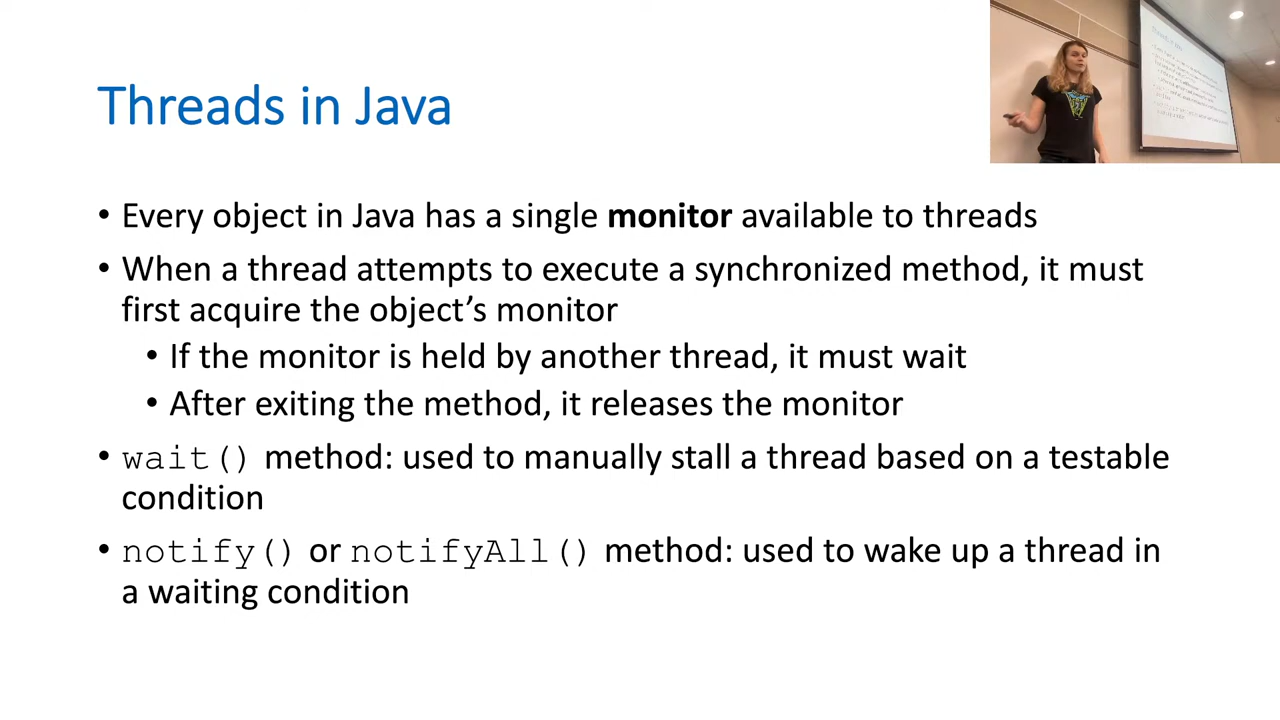 Threads in Java
• Every object in Java has a single monitor available to threads
• When a thread attempts to execute a synchronized method, it must
first acquire the object’s monitor
• If the monitor is held by another thread, it must wait
• After exiting the method, it releases the monitor
• wait() method: used to manually stall a thread based on a testable
condition
• notify() or notifyAll() method: used to wake up a thread in
a waiting condition
Threads in Java